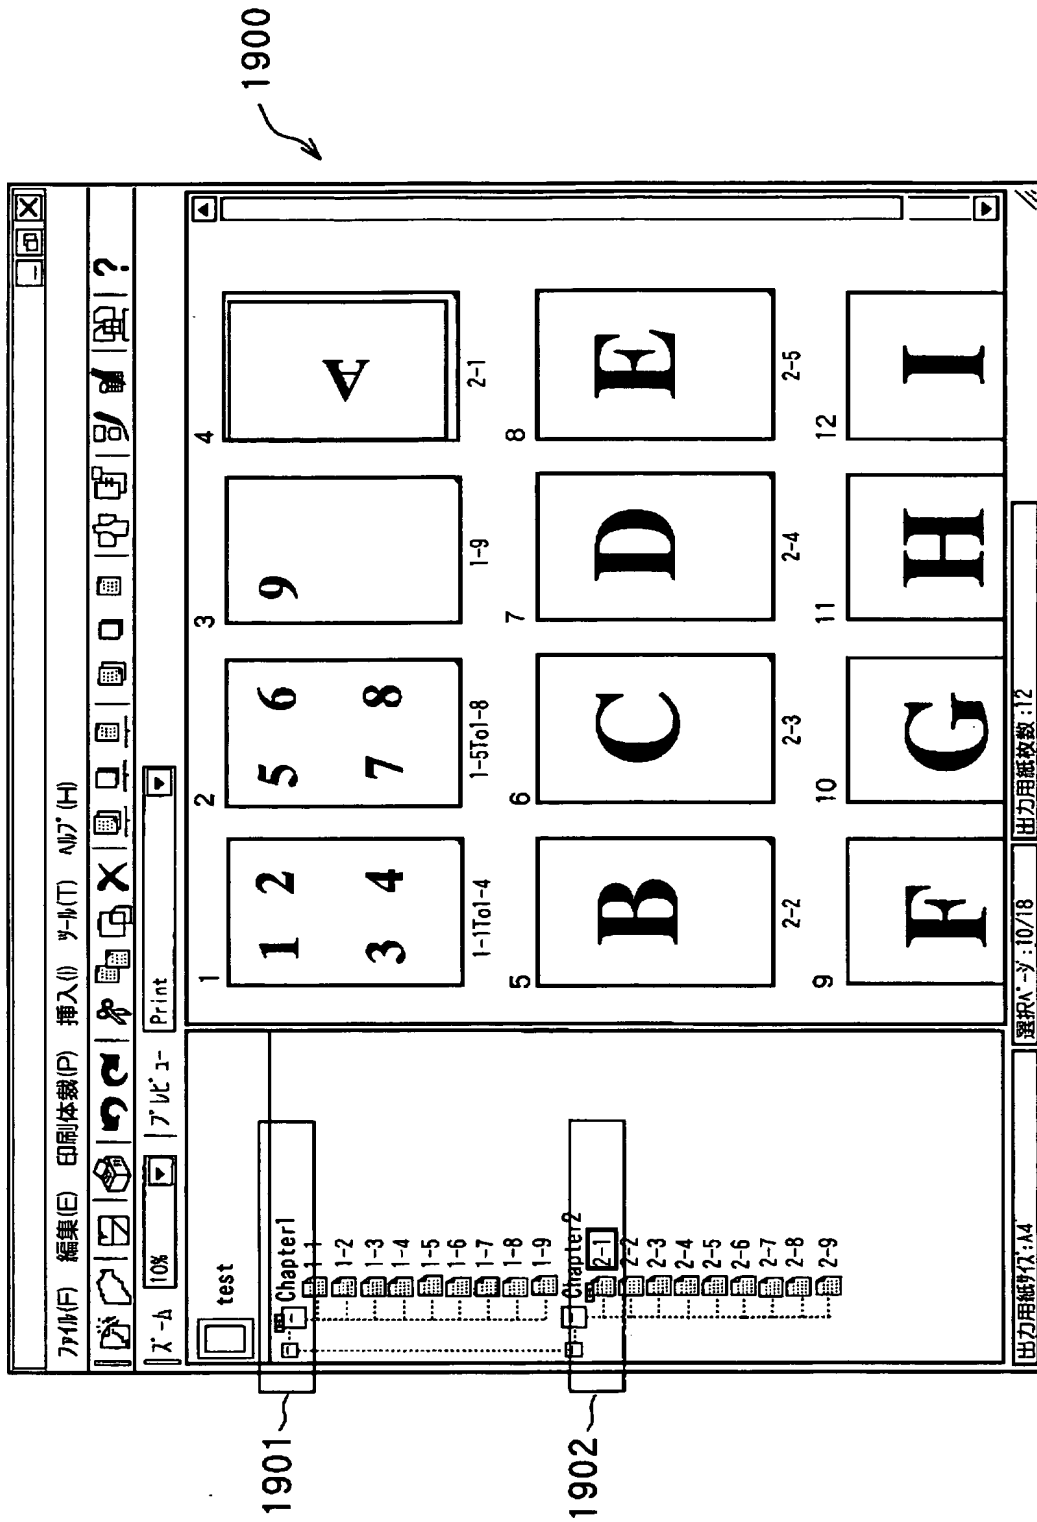 1900
ファイル(F) 編集(E) 印刷体裁(P) 挿入(I) ツール(T) ヘルプ(H)
?
ズーム 10% プレビュー Print
test
1901
Chapter1
1-1
1-2
1-3
1-4
1-5
1-6
1-7
1-8
1-9
1902
Chapter2
2-1
2-2
2-3
2-4
2-5
2-6
2-7
2-8
2-9
1 2 3 4
1 2 5 6 9 A
3 4 7 8
1-1To1-4 1-5To1-8 1-9 2-1
5 6 7 8
B C D E
2-2 2-3 2-4 2-5
9 10 11 12
F G H I
出力用紙サイズ:A4 選択ページ:10/18 出力用紙枚数:12